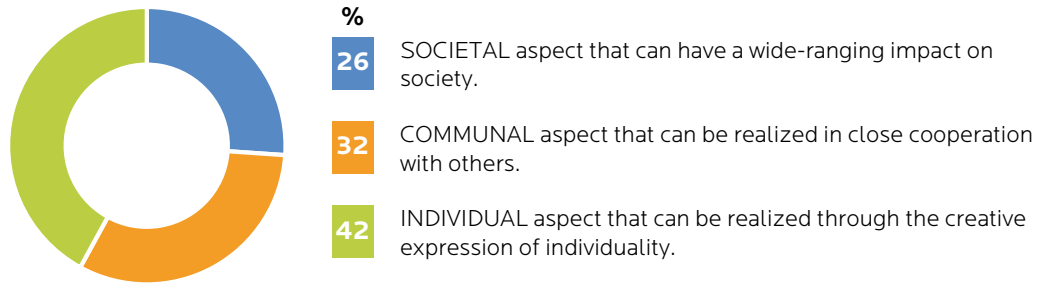 %
26
SOCIETAL aspect that can have a wide-ranging impact on
society.
32
COMMUNAL aspect that can be realized in close cooperation
with others.
42
INDIVIDUAL aspect that can be realized through the creative
expression of individuality.